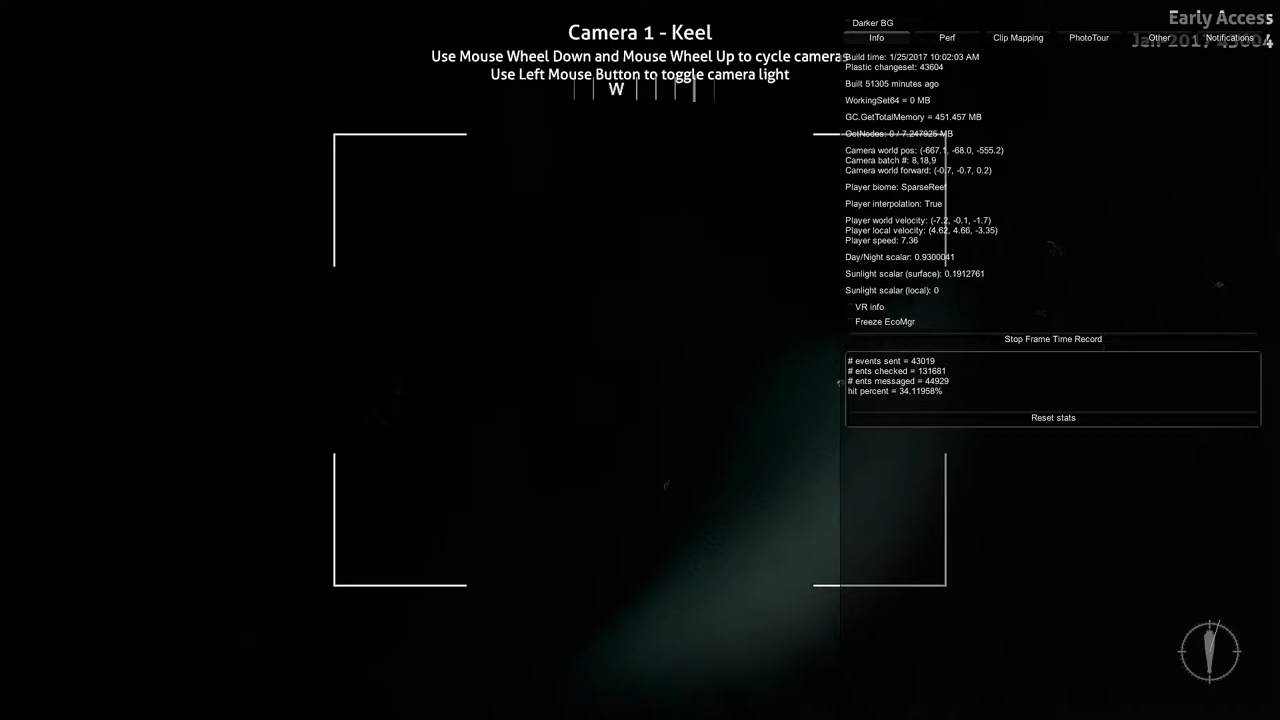 Camera 1 - Keel
Use Mouse Wheel Down and Mouse Wheel Up to cycle cameras
Use Left Mouse Button to toggle camera light
W
Early Access
Jan 2017 43604
Darker BG
Info Perf Clip Mapping PhotoTour Other Notifications
Build time: 1/25/2017 10:02:03 AM
Plastic changeset: 43604
Built 51305 minutes ago
WorkingSet64 = 0 MB
GC.GetTotalMemory = 451.457 MB
OctNodes: 0 / 7.247925 MB
Camera world pos: (-667.1, -68.0, -555.2)
Camera batch #: 8,18,9
Camera world forward: (-0.7, -0.7, 0.2)
Player biome: SparseReef
Player interpolation: True
Player world velocity: (-7.2, -0.1, -1.7)
Player local velocity: (4.62, 4.66, -3.35)
Player speed: 7.36
Day/Night scalar: 0.9300041
Sunlight scalar (surface): 0.1912761
Sunlight scalar (local): 0
VR info
Freeze EcoMgr
Stop Frame Time Record
# events sent = 43019
# ents checked = 131681
# ents messaged = 44929
hit percent = 34.11958%
Reset stats